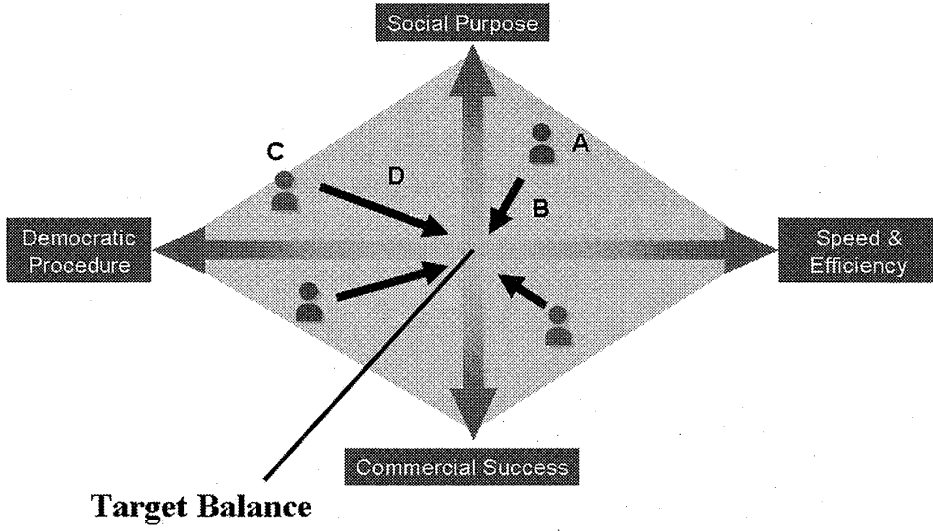 Social Purpose
A
C
D
B
Democratic
Procedure
Speed &
Efficiency
Commercial Success
Target Balance